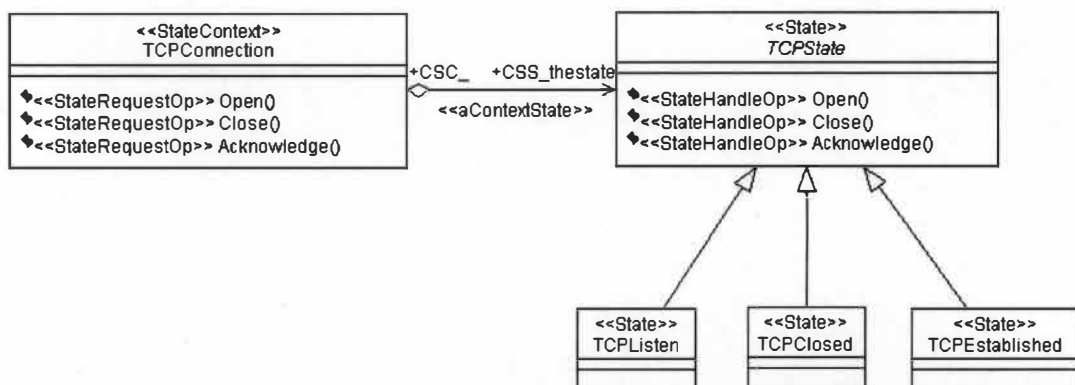 <<StateContext>>
TCPConnection
<<StateRequestOp>> Open()
<<StateRequestOp>> Close()
<<StateRequestOp>> Acknowledge()
+CSC_
+CSS_thestate
<<aContextState>>
<<State>>
TCPState
<<StateHandleOp>> Open()
<<StateHandleOp>> Close()
<<StateHandleOp>> Acknowledge()
<<State>>
TCPListen
<<State>>
TCPClosed
<<State>>
TCPEstablished